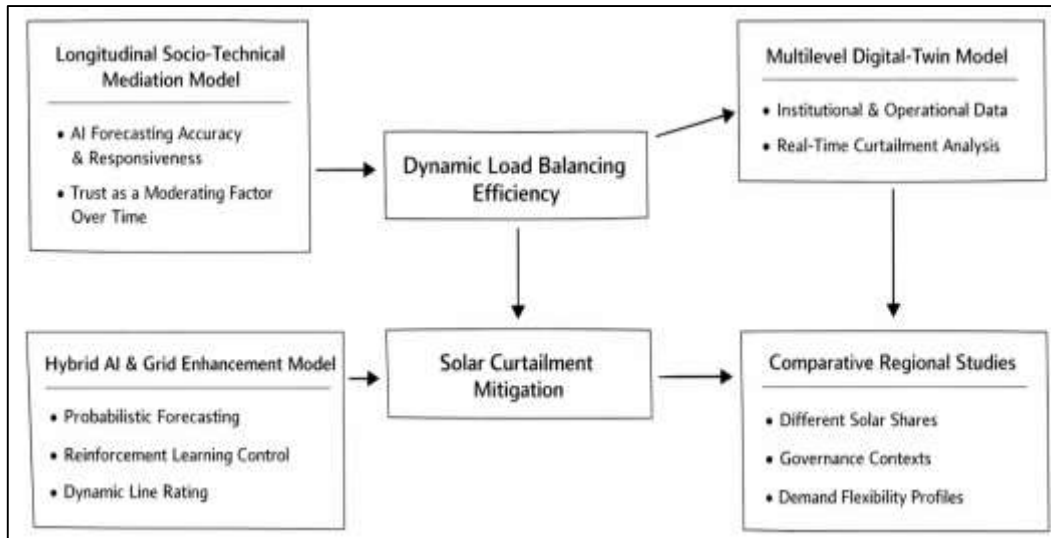 Longitudinal Socio-Technical
Mediation Model
• AI Forecasting Accuracy
& Responsiveness
• Trust as a Moderating Factor
Over Time
Dynamic Load Balancing
Efficiency
Multilevel Digital-Twin Model
• Institutional & Operational Data
• Real-Time Curtailment Analysis
Hybrid AI & Grid Enhancement Model
• Probabilistic Forecasting
• Reinforcement Learning Control
• Dynamic Line Rating
Solar Curtailment
Mitigation
Comparative Regional Studies
• Different Solar Shares
• Governance Contexts
• Demand Flexibility Profiles